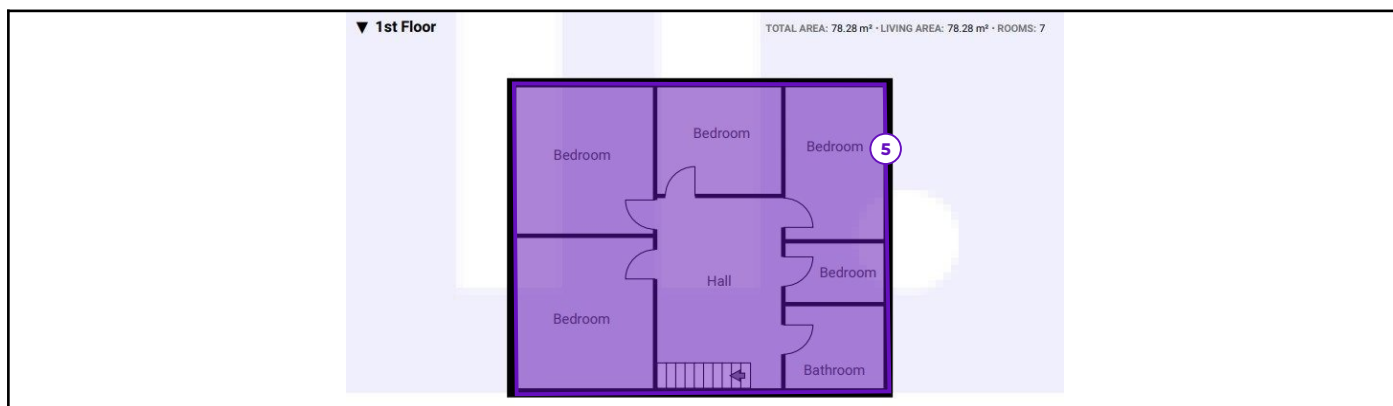 ▼ 1st Floor
TOTAL AREA: 78.28 m² · LIVING AREA: 78.28 m² · ROOMS: 7
Bedroom
Bedroom
Bedroom
5
Bedroom
Hall
Bedroom
Bathroom